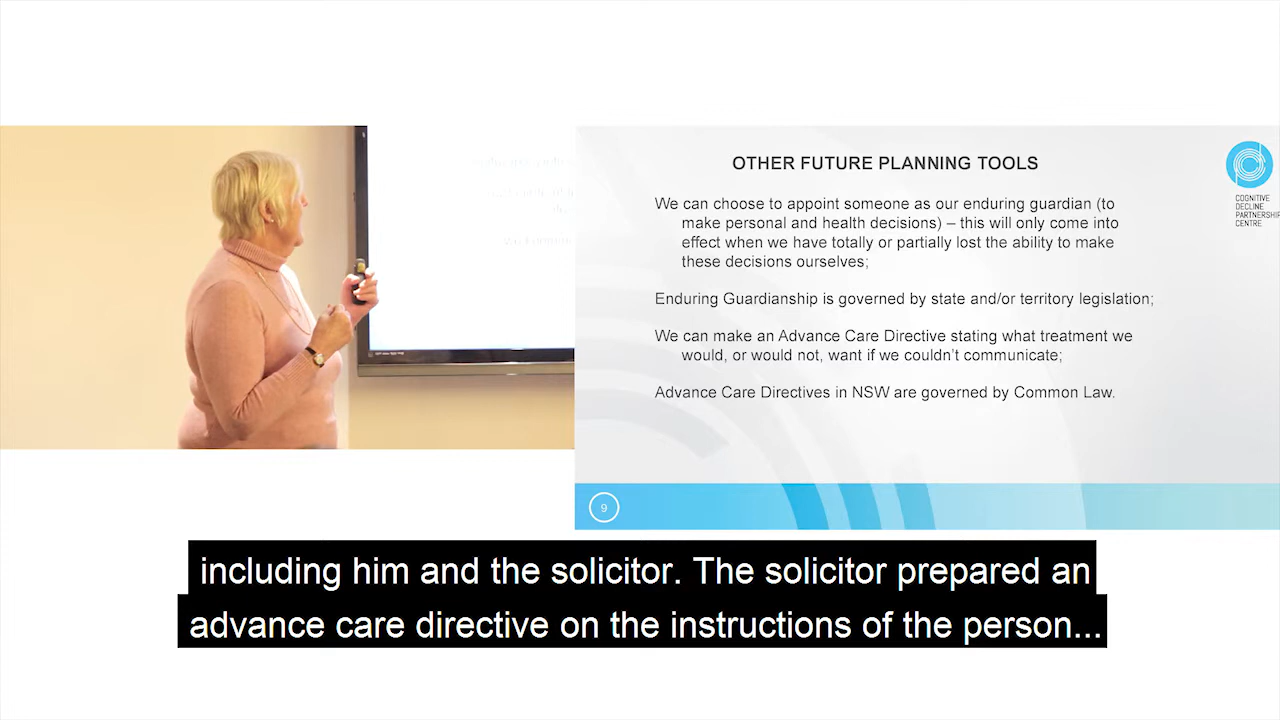 OTHER FUTURE PLANNING TOOLS
We can choose to appoint someone as our enduring guardian (to
make personal and health decisions) – this will only come into
effect when we have totally or partially lost the ability to make
these decisions ourselves;
Enduring Guardianship is governed by state and/or territory legislation;
We can make an Advance Care Directive stating what treatment we
would, or would not, want if we couldn’t communicate;
Advance Care Directives in NSW are governed by Common Law.
COGNITIVE
DECLINE
PARTNERSHIP
CENTRE
9
including him and the solicitor. The solicitor prepared an
advance care directive on the instructions of the person...